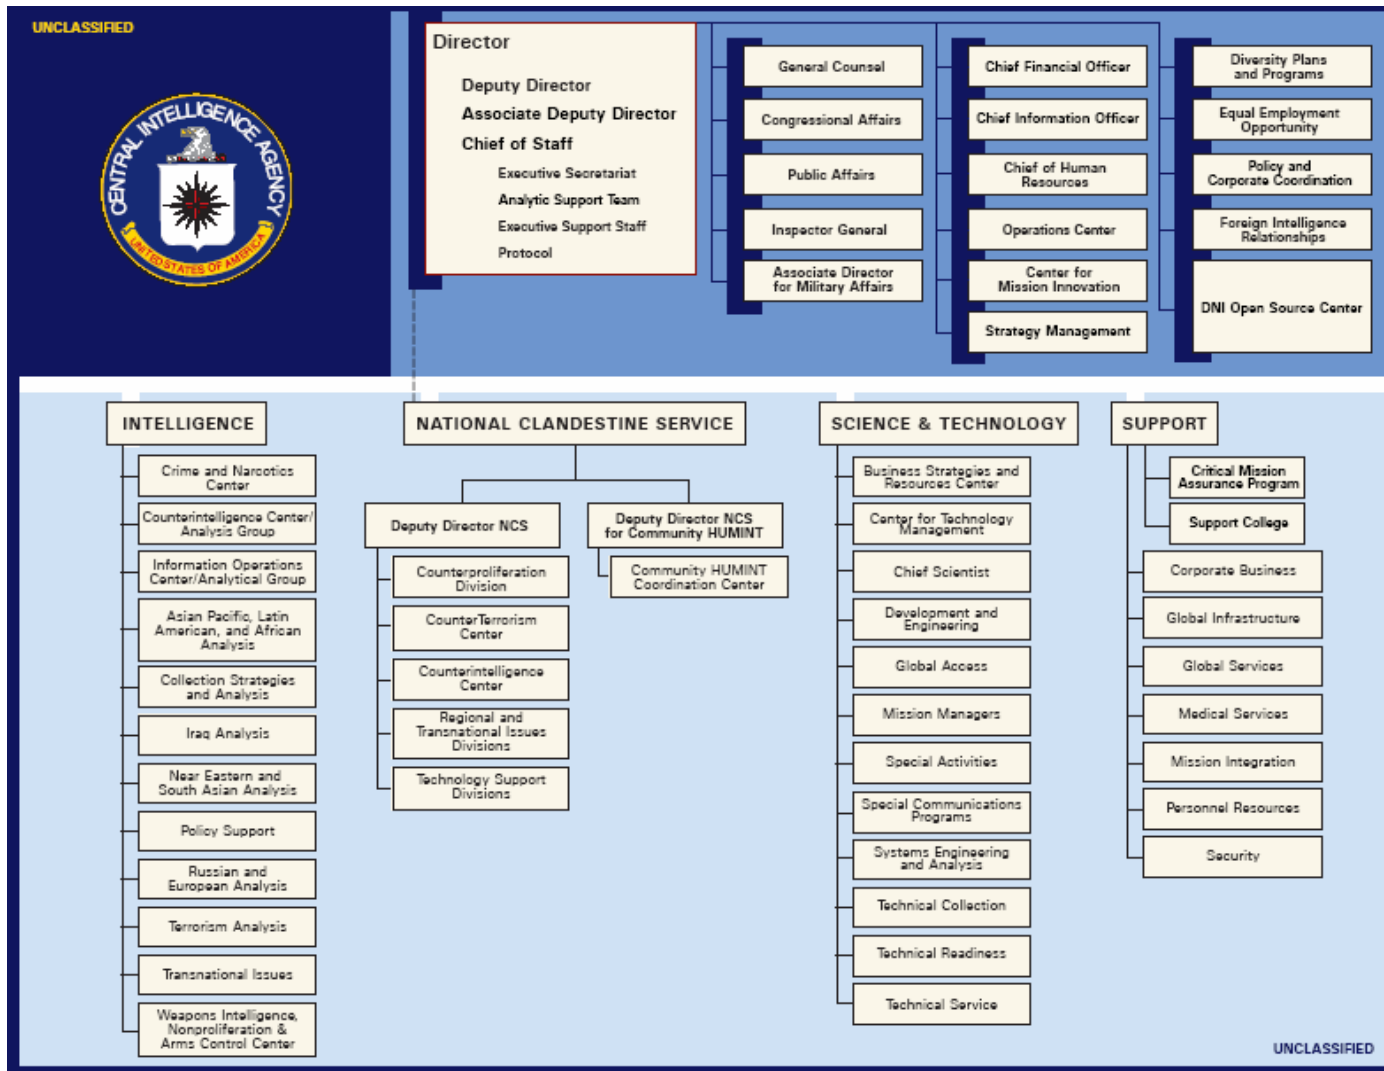 UNCLASSIFIED
CENTRAL INTELLIGENCE AGENCY
UNITED STATES OF AMERICA
Director
Deputy Director
Associate Deputy Director
Chief of Staff
Executive Secretariat
Analytic Support Team
Executive Support Staff
Protocol
General Counsel
Congressional Affairs
Public Affairs
Inspector General
Associate Director
for Military Affairs
Chief Financial Officer
Chief Information Officer
Chief of Human
Resources
Operations Center
Center for
Mission Innovation
Strategy Management
Diversity Plans
and Programs
Equal Employment
Opportunity
Policy and
Corporate Coordination
Foreign Intelligence
Relationships
DNI Open Source Center
INTELLIGENCE
Crime and Narcotics
Center
Counterintelligence Center/
Analysis Group
Information Operations
Center/Analytical Group
Asian Pacific, Latin
American, and African
Analysis
Collection Strategies
and Analysis
Iraq Analysis
Near Eastern and
South Asian Analysis
Policy Support
Russian and
European Analysis
Terrorism Analysis
Transnational Issues
Weapons Intelligence,
Nonproliferation &
Arms Control Center
NATIONAL CLANDESTINE SERVICE
Deputy Director NCS
Counterproliferation
Division
CounterTerrorism
Center
Counterintelligence
Center
Regional and
Transnational Issues
Divisions
Technology Support
Divisions
Deputy Director NCS
for Community HUMINT
Community HUMINT
Coordination Center
SCIENCE & TECHNOLOGY
Business Strategies and
Resources Center
Center for Technology
Management
Chief Scientist
Development and
Engineering
Global Access
Mission Managers
Special Activities
Special Communications
Programs
Systems Engineering
and Analysis
Technical Collection
Technical Readiness
Technical Service
SUPPORT
Critical Mission
Assurance Program
Support College
Corporate Business
Global Infrastructure
Global Services
Medical Services
Mission Integration
Personnel Resources
Security
UNCLASSIFIED